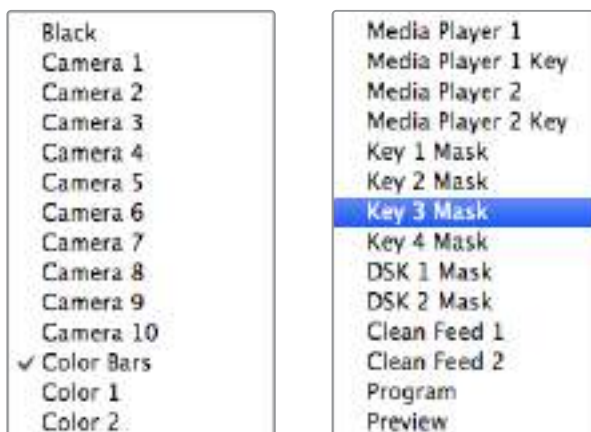 Black
Camera 1
Camera 2
Camera 3
Camera 4
Camera 5
Camera 6
Camera 7
Camera 8
Camera 9
Camera 10
✓ Color Bars
Color 1
Color 2
Media Player 1
Media Player 1 Key
Media Player 2
Media Player 2 Key
Key 1 Mask
Key 2 Mask
Key 3 Mask
Key 4 Mask
DSK 1 Mask
DSK 2 Mask
Clean Feed 1
Clean Feed 2
Program
Preview